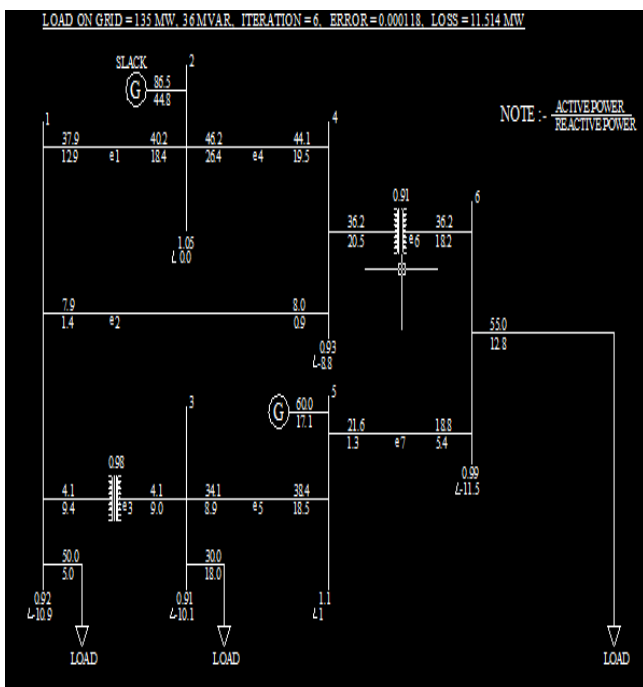 LOAD ON GRID = 135 MW, 36 MVAR, ITERATION = 6, ERROR = 0.000118, LOSS = 11.514 MW
SLACK
2
G
86.5
44.8
NOTE :- ACTIVE POWER
REACTIVE POWER
1
4
37.9 40.2 46.2 44.1
12.9 e1 18.4 26.4 e4 19.5
0.91
6
36.2 36.2
20.5 e6 18.2
1.05
∠0.0
7.9 8.0
1.4 e2 0.9
55.0
12.8
0.93
∠-8.8
3
5
G
60.0
17.1
21.6 18.8
1.3 e7 5.4
0.98
0.99
∠-11.5
4.1 4.1 34.1 38.4
9.4 e3 9.0 8.9 e5 18.5
50.0 30.0
5.0 18.0
0.92 0.91 1.1
∠-10.9 ∠-10.1 ∠1
LOAD LOAD LOAD